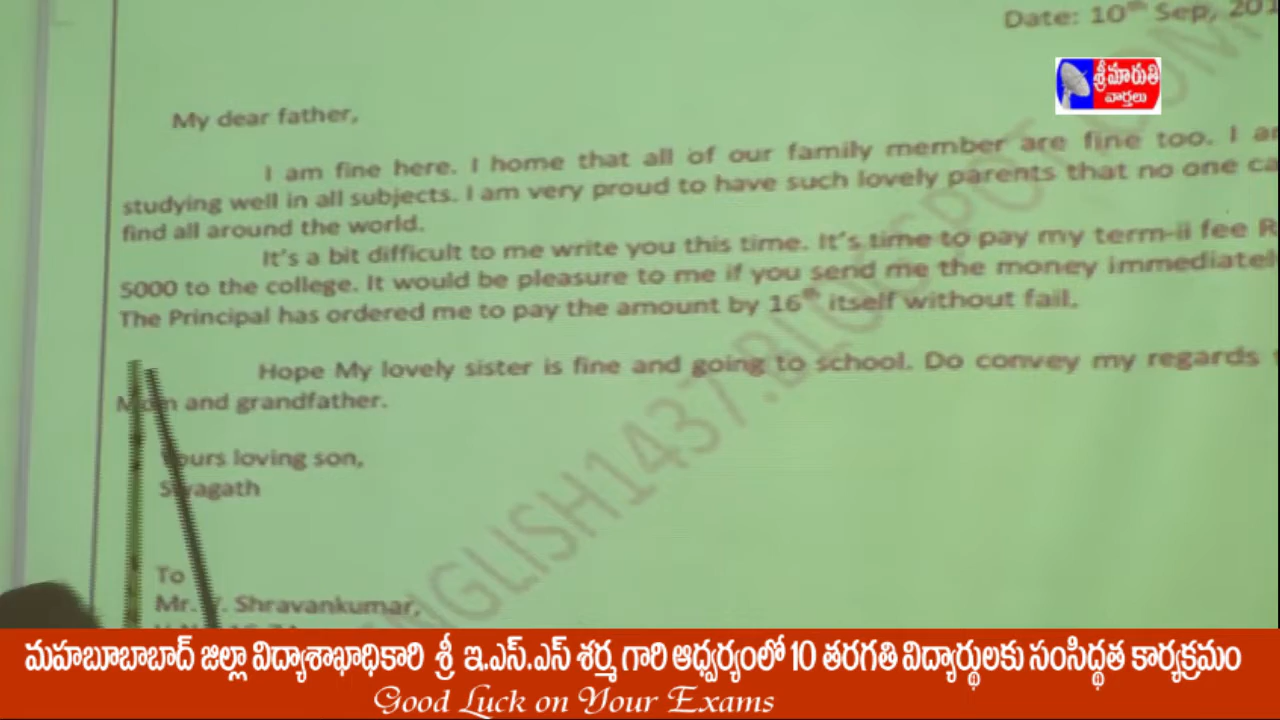 Date: 10th Sep, 201
శ్రీమారుతి
వార్తలు
My dear father,
I am fine here. I home that all of our family member are fine too. I a
studying well in all subjects. I am very proud to have such lovely parents that no one ca
find all around the world.
It's a bit difficult to me write you this time. It's time to pay my term-ii fee R
5000 to the college. It would be pleasure to me if you send me the money immediatel
The Principal has ordered me to pay the amount by 16th itself without fail.
Hope My lovely sister is fine and going to school. Do convey my regards
Mom and grandfather.
Yours loving son,
Swagath
To
Mr. Shravankumar,
ENGLISH1437.BLOGSPOT.COM
మహబూబాబాద్ జిల్లా విద్యాశాఖాధికారి శ్రీ ఇ.ఎస్.ఎస్ శర్మ గారి ఆధ్వర్యంలో 10 తరగతి విద్యార్థులకు సంసిద్ధత కార్యక్రమం
Good Luck on Your Exams